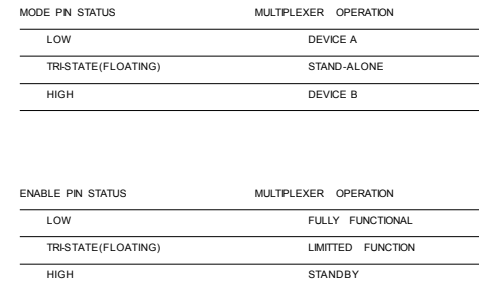 MODE PIN STATUS MULTIPLEXER OPERATION
LOW DEVICE A
TRI-STATE(FLOATING) STAND-ALONE
HIGH DEVICE B
ENABLE PIN STATUS MULTIPLEXER OPERATION
LOW FULLY FUNCTIONAL
TRI-STATE(FLOATING) LIMITTED FUNCTION
HIGH STANDBY